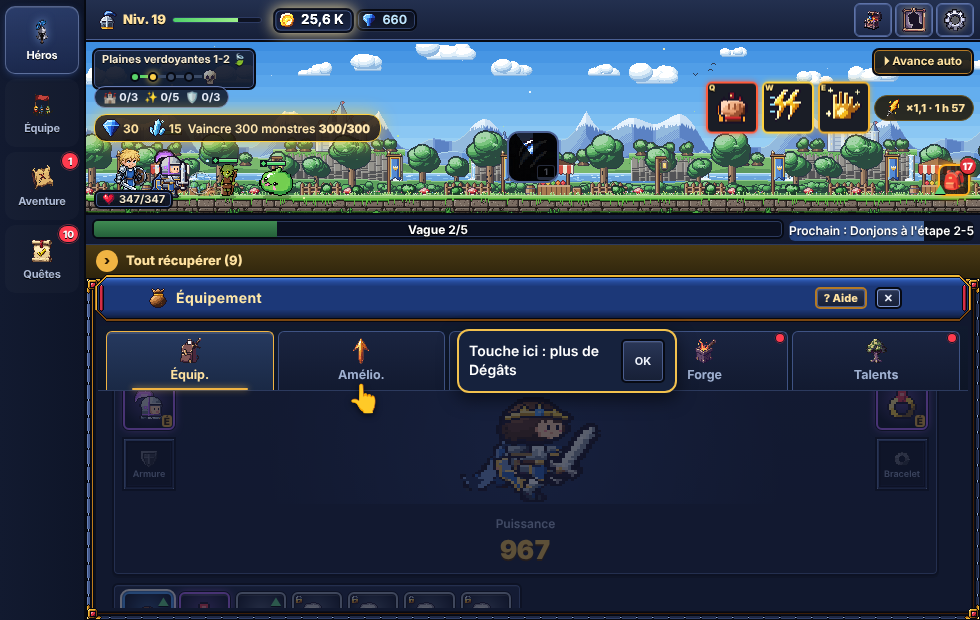 Héros
Niv. 19
25,6 K
660
Plaines verdoyantes 1-2
0/3
0/5
0/3
30
15
Vaincre 300 monstres 300/300
Avance auto
Q
W
E
×1,1 · 1 h 57
Équipe
1
Aventure
347/347
1
17
10
Quêtes
Vague 2/5
Prochain : Donjons à l'étape 2-5
Tout récupérer (9)
Équipement
? Aide
×
Équip.
Amélio.
Touche ici : plus de
Dégâts
OK
Forge
Talents
E
E
Armure
Bracelet
Puissance
967
E
E
E
E